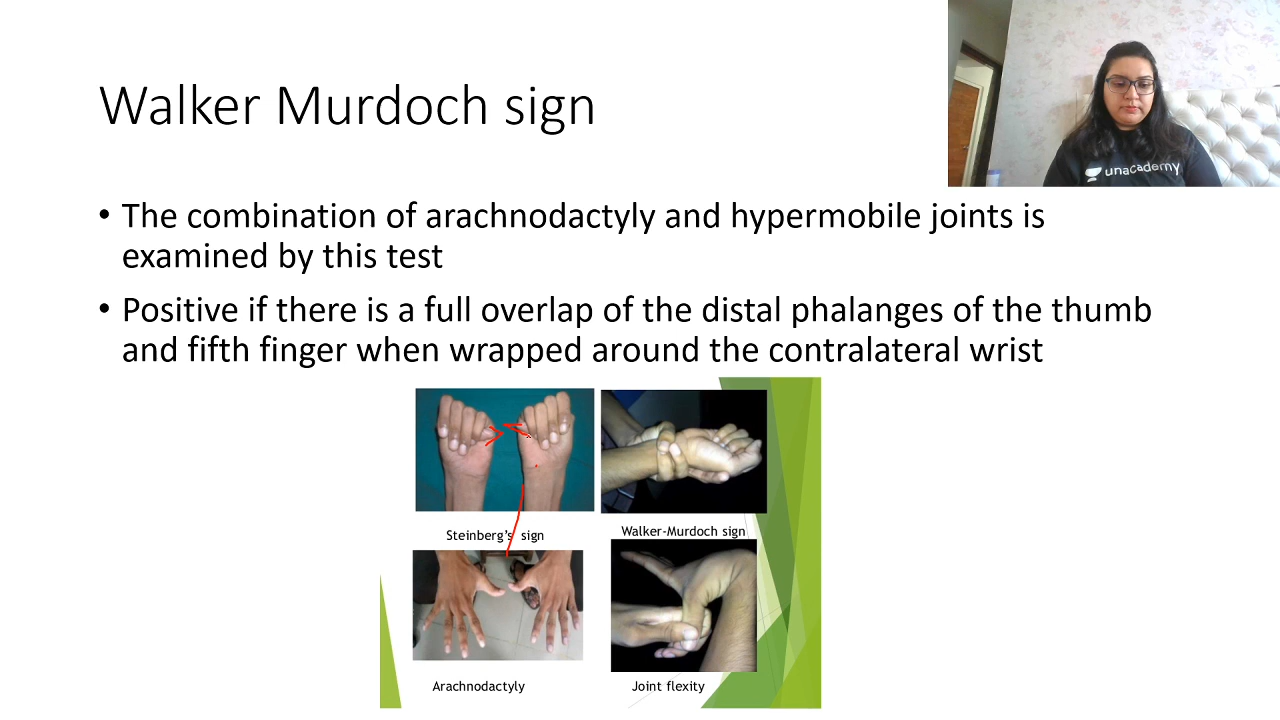 Walker Murdoch sign
unacademy
• The combination of arachnodactyly and hypermobile joints is
examined by this test
• Positive if there is a full overlap of the distal phalanges of the thumb
and fifth finger when wrapped around the contralateral wrist
Steinberg's sign
Walker-Murdoch sign
Arachnodactyly
Joint flexity